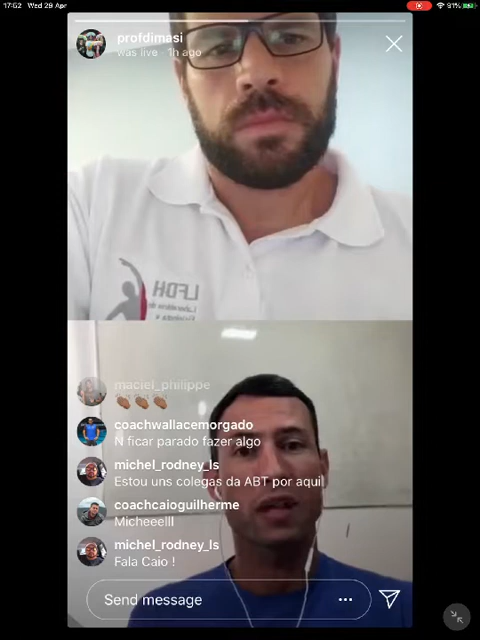 17:52 Wed 29 Apr
91%
profdimasi
was live · 1h ago
LFDH
maciel_philippe
👏🏽👏🏽👏🏽
coachwallacemorgado
N ficar parado fazer algo
michel_rodney_ls
Estou uns colegas da ABT por aqui
coachcaioguilherme
Micheeelll
michel_rodney_ls
Fala Caio !
Send message